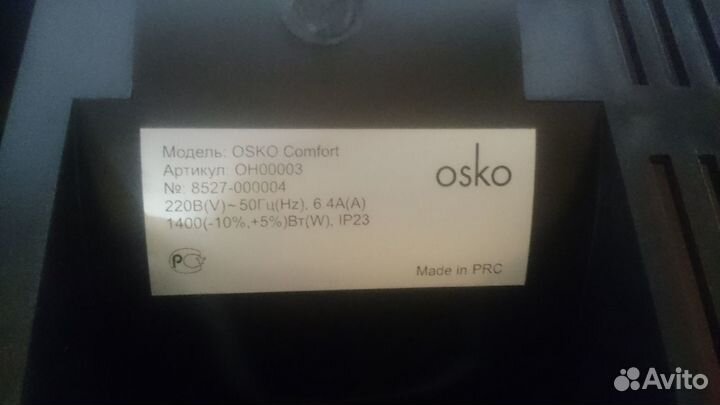 Модель: OSKO Comfort
Артикул: OH00003
№: 8527-000004
220В(V)~50Гц(Hz), 6.4А(A)
1400(-10%,+5%)Вт(W), IP23
osko
Made in PRC
Avito